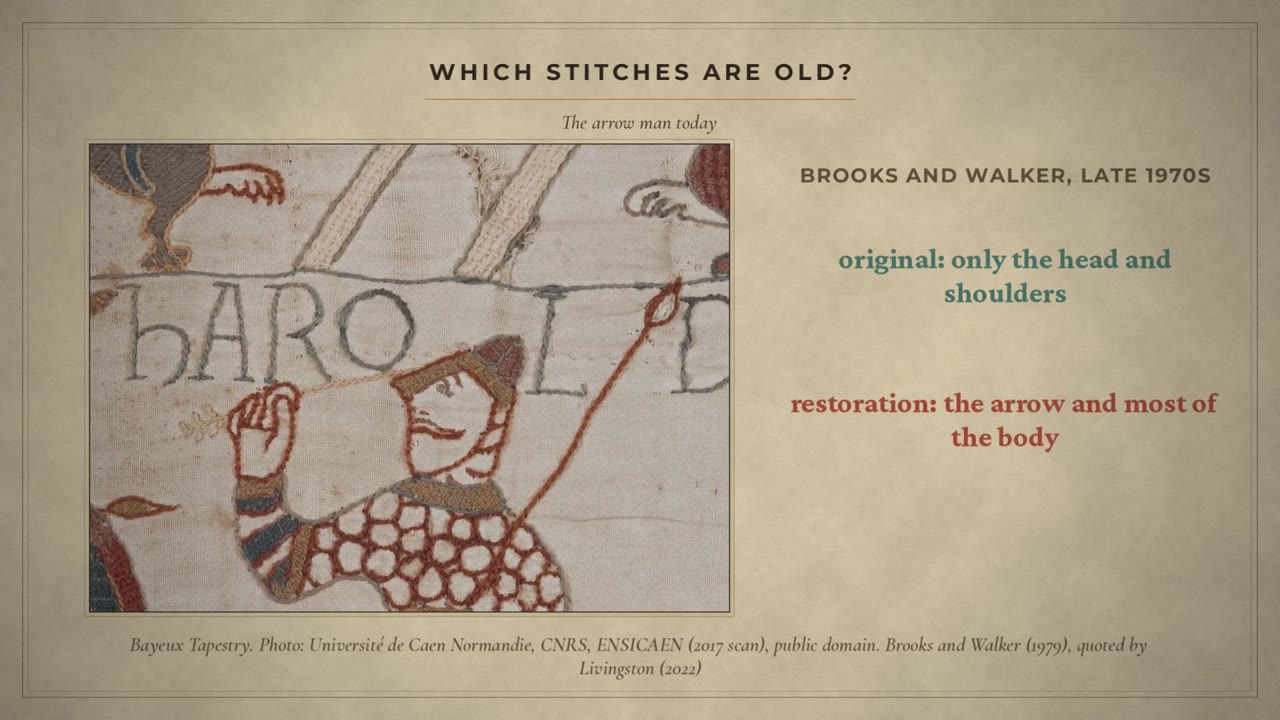 WHICH STITCHES ARE OLD?
The arrow man today
hAROLD
BROOKS AND WALKER, LATE 1970S
original: only the head and
shoulders
restoration: the arrow and most of
the body
Bayeux Tapestry. Photo: Université de Caen Normandie, CNRS, ENSICAEN (2017 scan), public domain. Brooks and Walker (1979), quoted by
Livingston (2022)